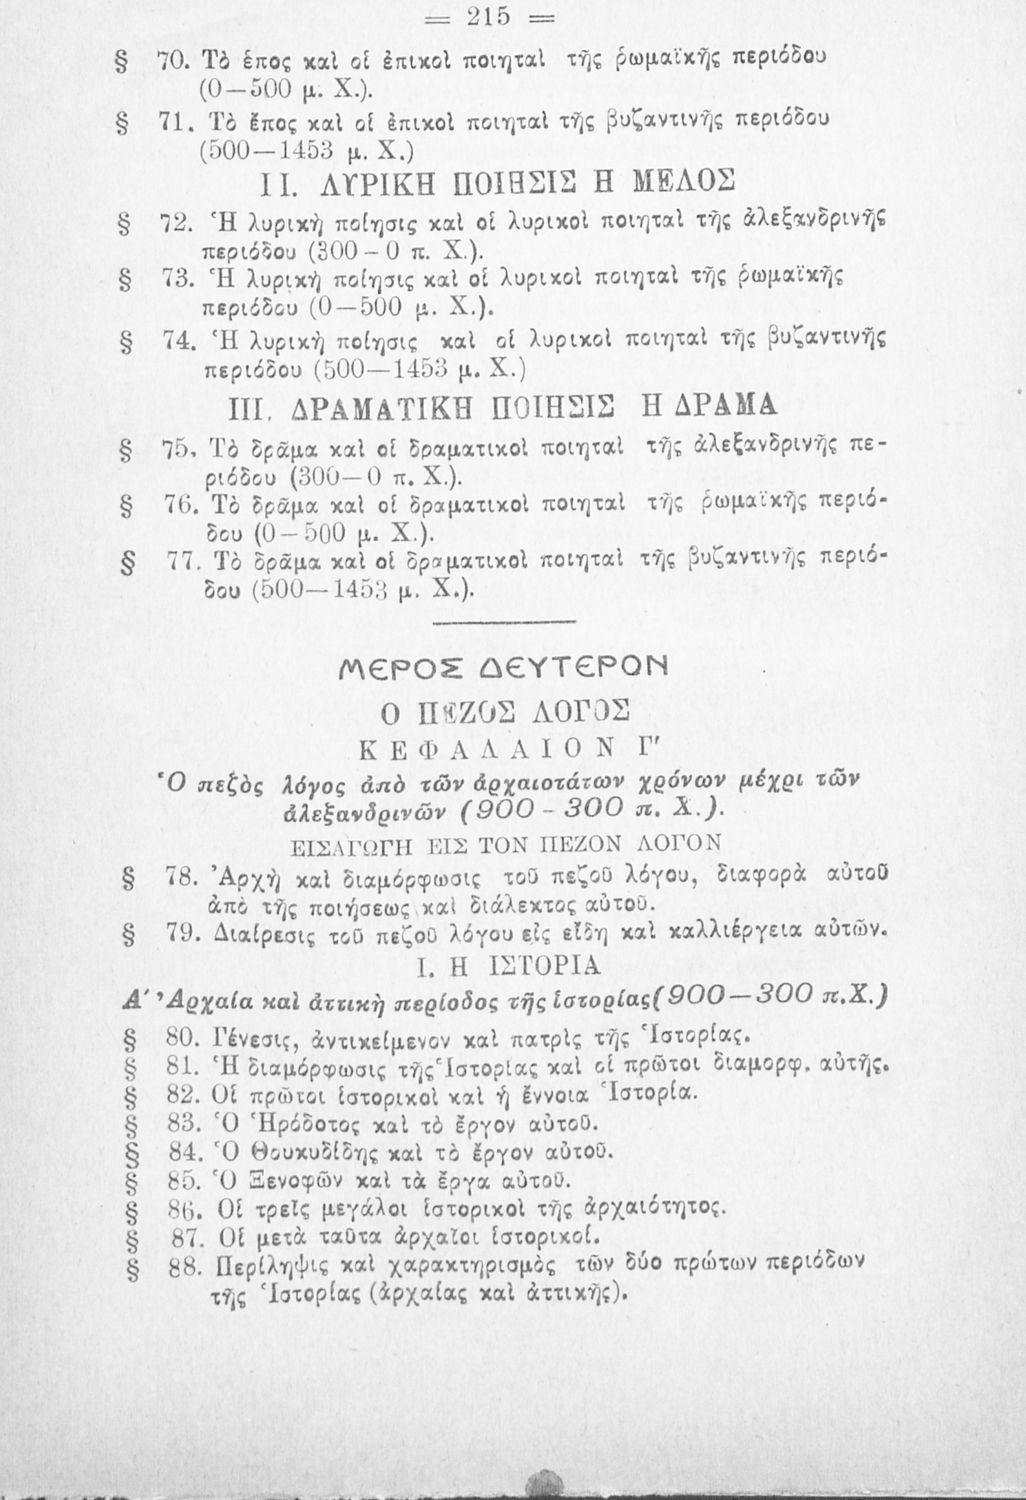 = 215 =
§ 70. Τὸ ἔπος καὶ οἱ ἐπικοὶ ποιηταὶ τῆς ῥωμαϊκῆς περιόδου
(0—500 μ. Χ.).
§ 71. Τὸ ἔπος καὶ οἱ ἐπικοὶ ποιηταὶ τῆς βυζαντινῆς περιόδου
(500—1453 μ. Χ.)
II. ΛΥΡΙΚΗ ΠΟΙΗΣΙΣ Η ΜΕΛΟΣ
§ 72. Ἡ λυρικὴ ποίησις καὶ οἱ λυρικοὶ ποιηταὶ τῆς ἀλεξανδρινῆς
περιόδου (300 – 0 π. Χ.).
§ 73. Ἡ λυρικὴ ποίησις καὶ οἱ λυρικοὶ ποιηταὶ τῆς ῥωμαϊκῆς
περιόδου (0—500 μ. Χ.).
§ 74. Ἡ λυρικὴ ποίησις καὶ οἱ λυρικοὶ ποιηταὶ τῆς βυζαντινῆς
περιόδου (500—1453 μ. Χ.)
III. ΔΡΑΜΑΤΙΚΗ ΠΟΙΗΣΙΣ Η ΔΡΑΜΑ
§ 75. Τὸ δρᾶμα καὶ οἱ δραματικοὶ ποιηταὶ τῆς ἀλεξανδρινῆς πε-
ριόδου (300—0 π. Χ.).
§ 76. Τὸ δρᾶμα καὶ οἱ δραματικοὶ ποιηταὶ τῆς ῥωμαϊκῆς περιό-
δου (0—500 μ. Χ.).
§ 77. Τὸ δρᾶμα καὶ οἱ δραματικοὶ ποιηταὶ τῆς βυζαντινῆς περιό-
δου (500—1453 μ. Χ.).
ΜΕΡΟΣ ΔΕΥΤΕΡΟΝ
Ο ΠΕΖΟΣ ΛΟΓΟΣ
ΚΕΦΑΛΑΙΟΝ Γ'
Ὁ πεζὸς λόγος ἀπὸ τῶν ἀρχαιοτάτων χρόνων μέχρι τῶν
ἀλεξανδρινῶν (900 – 300 π. Χ.).
ΕΙΣΑΓΩΓΗ ΕΙΣ ΤΟΝ ΠΕΖΟΝ ΛΟΓΟΝ
§ 78. Ἀρχὴ καὶ διαμόρφωσις τοῦ πεζοῦ λόγου, διαφορὰ αὐτοῦ
ἀπὸ τῆς ποιήσεως καὶ διάλεκτος αὐτοῦ.
§ 79. Διαίρεσις τοῦ πεζοῦ λόγου εἰς εἴδη καὶ καλλιέργεια αὐτῶν.
I. Η ΙΣΤΟΡΙΑ
Α' Ἀρχαία καὶ ἀττικὴ περίοδος τῆς ἱστορίας(900—300 π.Χ.)
§ 80. Γένεσις, ἀντικείμενον καὶ πατρὶς τῆς Ἱστορίας.
§ 81. Ἡ διαμόρφωσις τῆς Ἱστορίας καὶ οἱ πρῶτοι διαμορφ. αὐτῆς.
§ 82. Οἱ πρῶτοι ἱστορικοὶ καὶ ἡ ἔννοια Ἱστορία.
§ 83. Ὁ Ἡρόδοτος καὶ τὸ ἔργον αὐτοῦ.
§ 84. Ὁ Θουκυδίδης καὶ τὸ ἔργον αὐτοῦ.
§ 85. Ὁ Ξενοφῶν καὶ τὰ ἔργα αὐτοῦ.
§ 86. Οἱ τρεῖς μεγάλοι ἱστορικοὶ τῆς ἀρχαιότητος.
§ 87. Οἱ μετὰ ταῦτα ἀρχαῖοι ἱστορικοί.
§ 88. Περίληψις καὶ χαρακτηρισμὸς τῶν δύο πρώτων περιόδων
τῆς Ἱστορίας (ἀρχαίας καὶ ἀττικῆς).